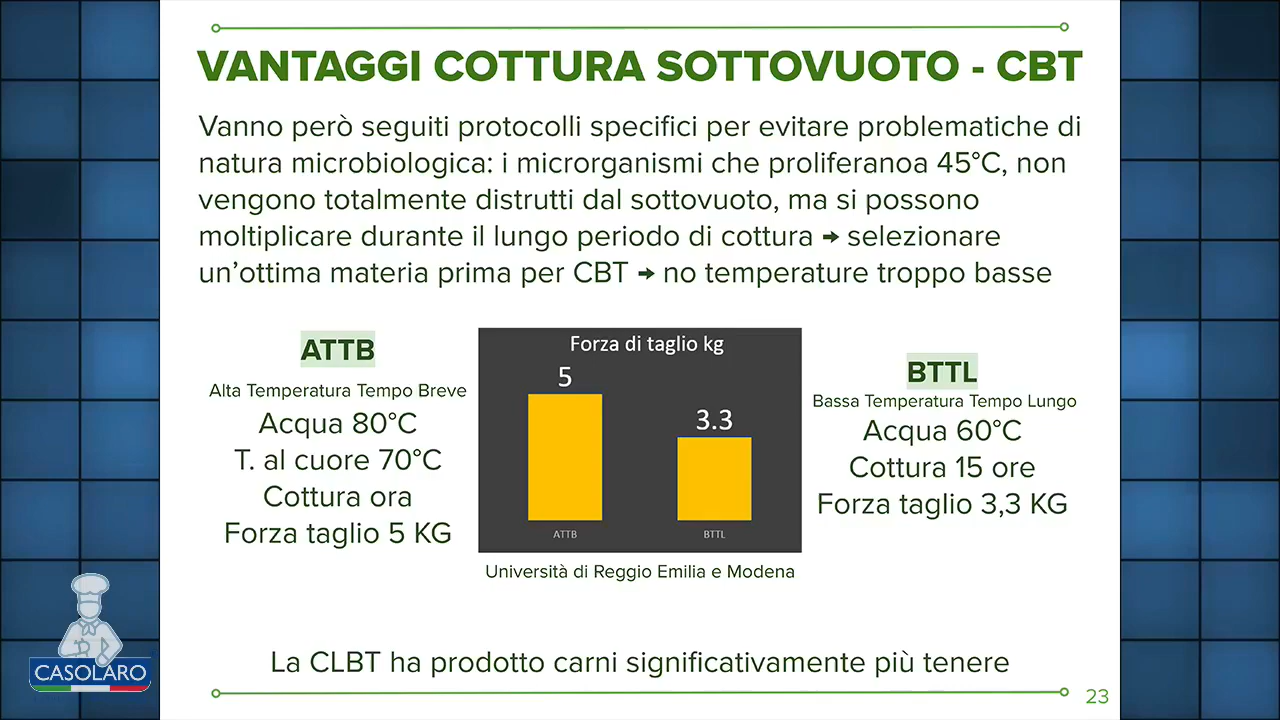 VANTAGGI COTTURA SOTTOVUOTO - CBT
Vanno però seguiti protocolli specifici per evitare problematiche di
natura microbiologica: i microrganismi che proliferanoa 45°C, non
vengono totalmente distrutti dal sottovuoto, ma si possono
moltiplicare durante il lungo periodo di cottura → selezionare
un'ottima materia prima per CBT → no temperature troppo basse
ATTB
Alta Temperatura Tempo Breve
Acqua 80°C
T. al cuore 70°C
Cottura ora
Forza taglio 5 KG
Forza di taglio kg
5
3.3
ATTB
BTTL
Università di Reggio Emilia e Modena
BTTL
Bassa Temperatura Tempo Lungo
Acqua 60°C
Cottura 15 ore
Forza taglio 3,3 KG
La CLBT ha prodotto carni significativamente più tenere
CASOLARO
23